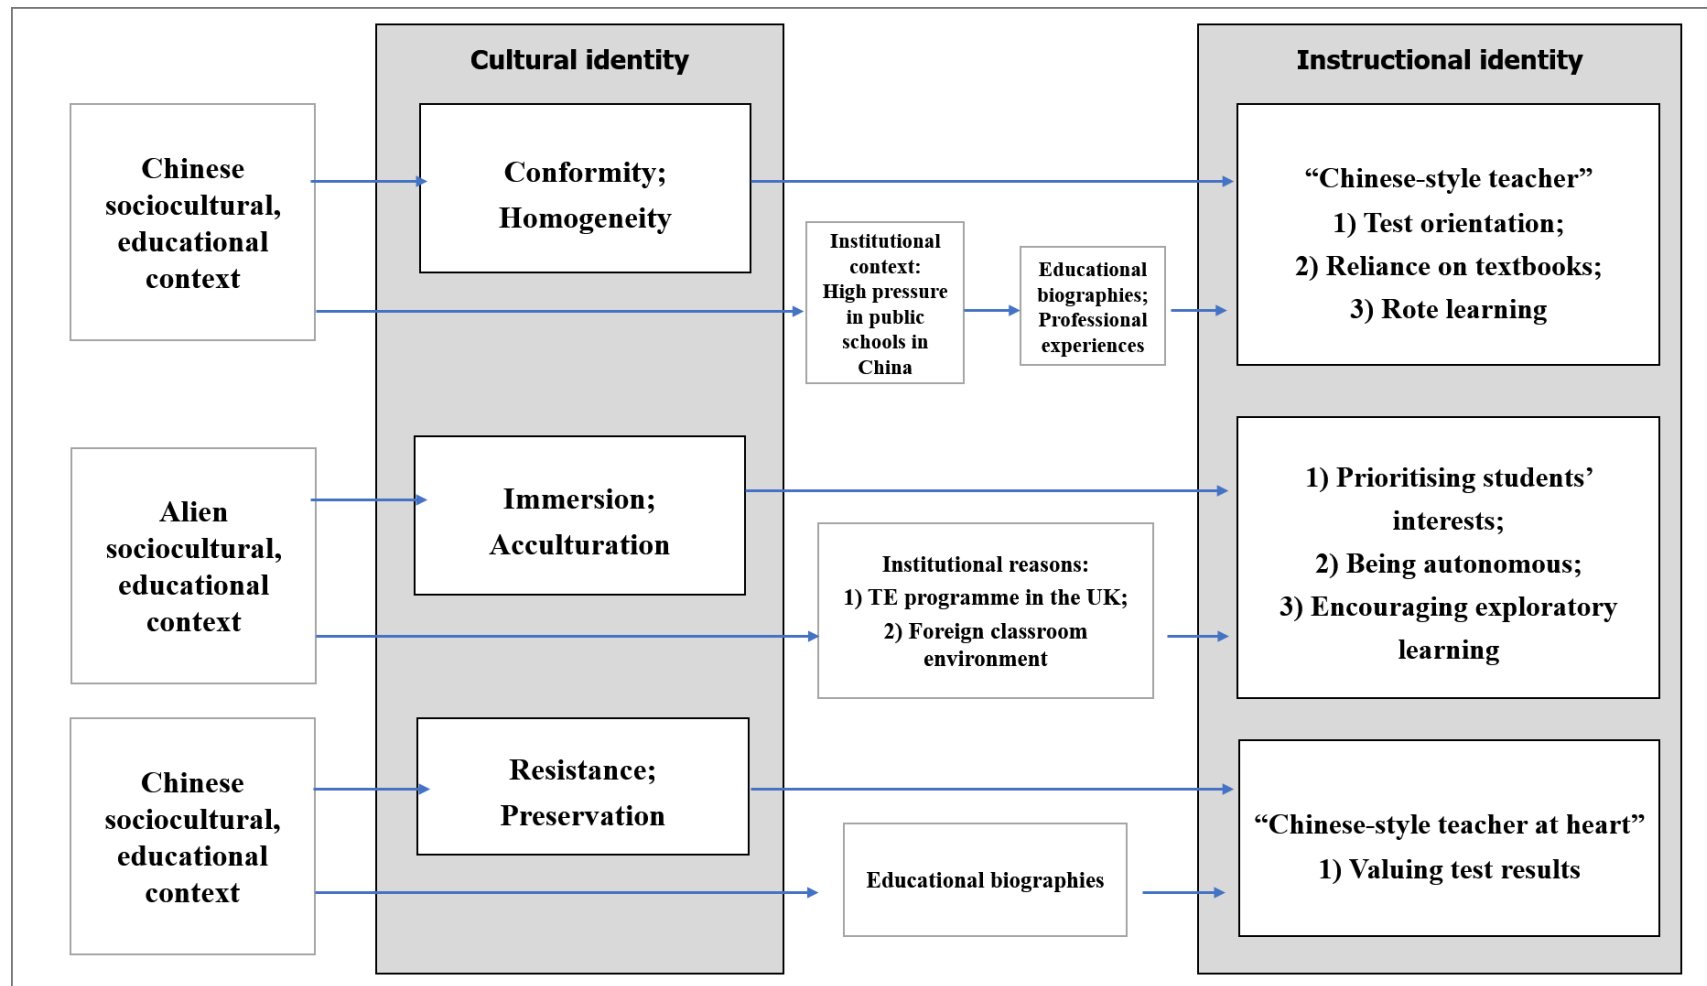 Cultural identity
Instructional identity
Chinese
sociocultural,
educational
context
Conformity;
Homogeneity
Institutional
context:
High pressure
in public
schools in
China
Educational
biographies;
Professional
experiences
“Chinese-style teacher”
1) Test orientation;
2) Reliance on textbooks;
3) Rote learning
Alien
sociocultural,
educational
context
Immersion;
Acculturation
Institutional reasons:
1) TE programme in the UK;
2) Foreign classroom
environment
1) Prioritising students’
interests;
2) Being autonomous;
3) Encouraging exploratory
learning
Chinese
sociocultural,
educational
context
Resistance;
Preservation
Educational biographies
“Chinese-style teacher at heart”
1) Valuing test results